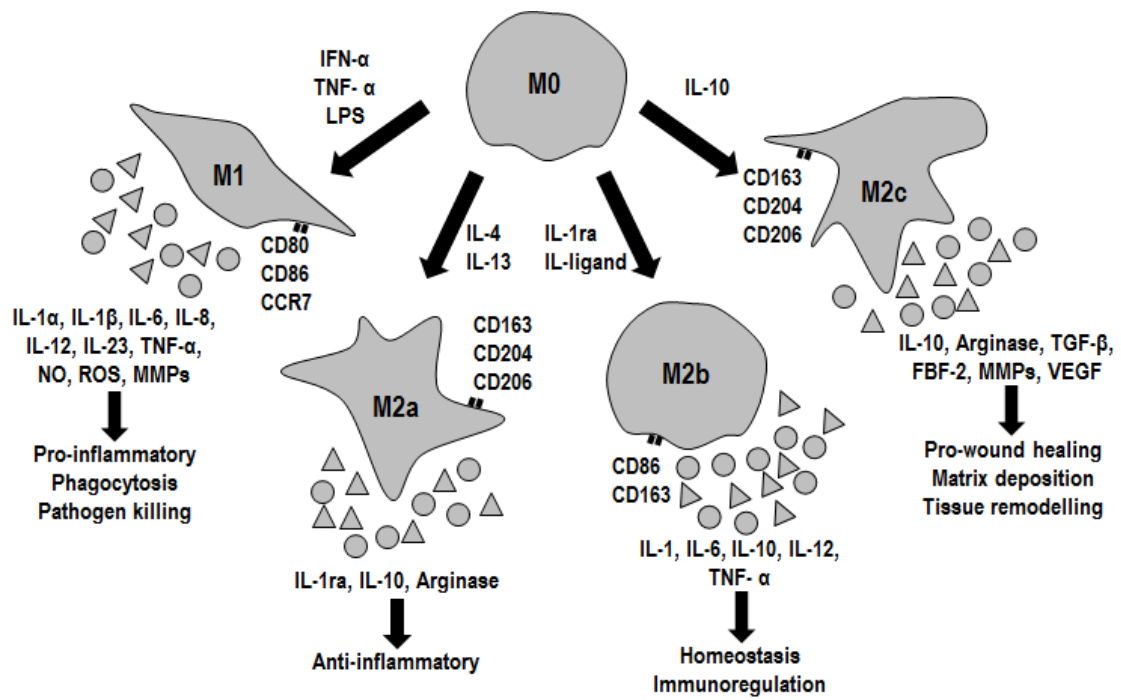 M0
IFN-α
TNF- α
LPS
IL-10
M1
CD80
CD86
CCR7
IL-1α, IL-1β, IL-6, IL-8,
IL-12, IL-23, TNF-α,
NO, ROS, MMPs
Pro-inflammatory
Phagocytosis
Pathogen killing
IL-4
IL-13
M2a
CD163
CD204
CD206
IL-1ra, IL-10, Arginase
Anti-inflammatory
IL-1ra
IL-ligand
M2b
CD86
CD163
IL-1, IL-6, IL-10, IL-12,
TNF- α
Homeostasis
Immunoregulation
M2c
CD163
CD204
CD206
IL-10, Arginase, TGF-β,
FBF-2, MMPs, VEGF
Pro-wound healing
Matrix deposition
Tissue remodelling